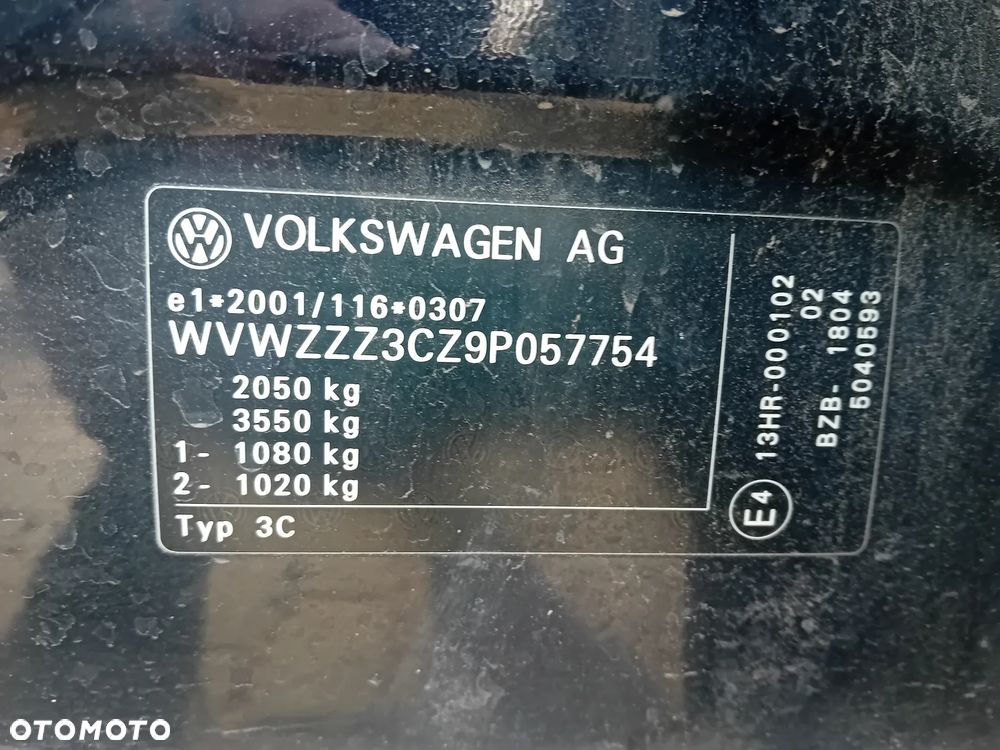 VOLKSWAGEN AG
e1*2001/116*0307
WVWZZZ3CZ9P057754
2050 kg
3550 kg
1- 1080 kg
2- 1020 kg
Typ 3C
E4 13HR-000102
02
BZB- 1804
5040593
OTOMOTO